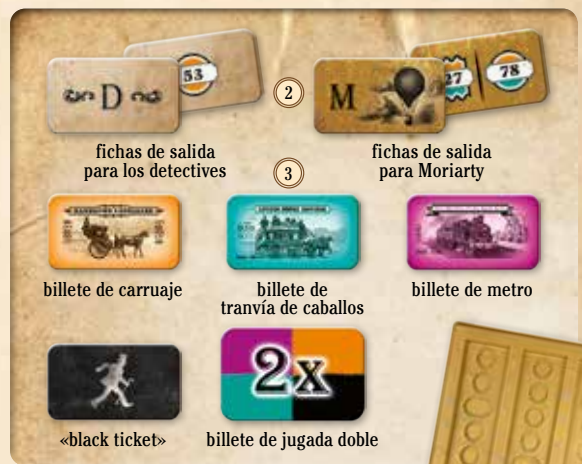 D
53
2
M
27
78
fichas de salida
para los detectives
fichas de salida
para Moriarty
3
billete de carruaje
billete de
tranvía de caballos
billete de metro
2x
«black ticket»
billete de jugada doble